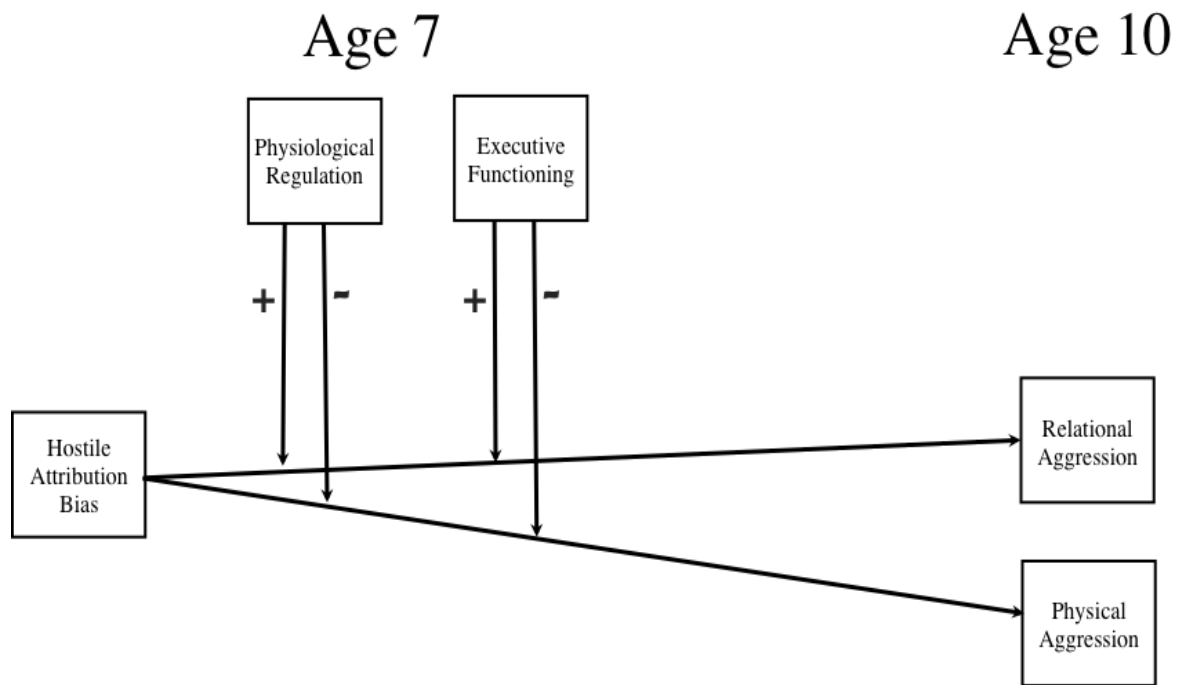 Age 7
Age 10
Physiological
Regulation
Executive
Functioning
+
-
+
-
Hostile
Attribution
Bias
Relational
Aggression
Physical
Aggression